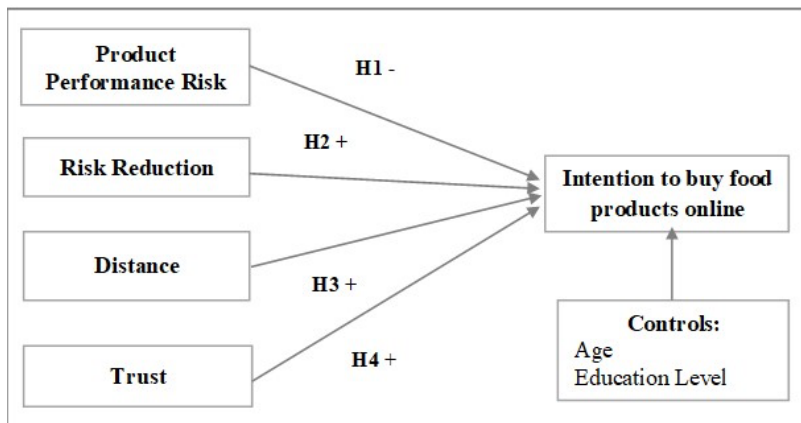 Product
Performance Risk
H1 -
H2 +
Risk Reduction
Intention to buy food
products online
Distance
H3 +
Controls:
Age
Education Level
H4 +
Trust